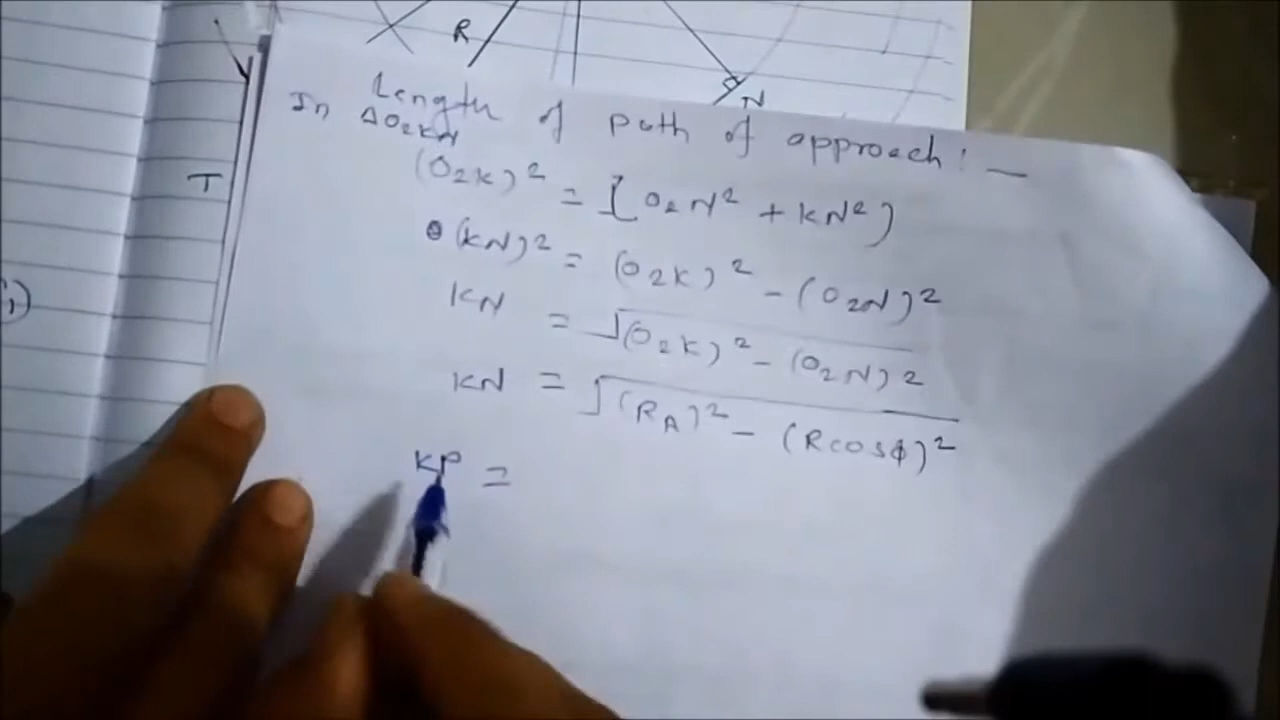 R
N
Length of path of approach! —
In ΔO₂KN
T
(O₂K)² = [O₂N² + KN²)
(KN)² = (O₂K)² - (O₂N)²
KN = √(O₂K)² - (O₂N)²
KN = √(R_A)² - (Rcosϕ)²
KP =